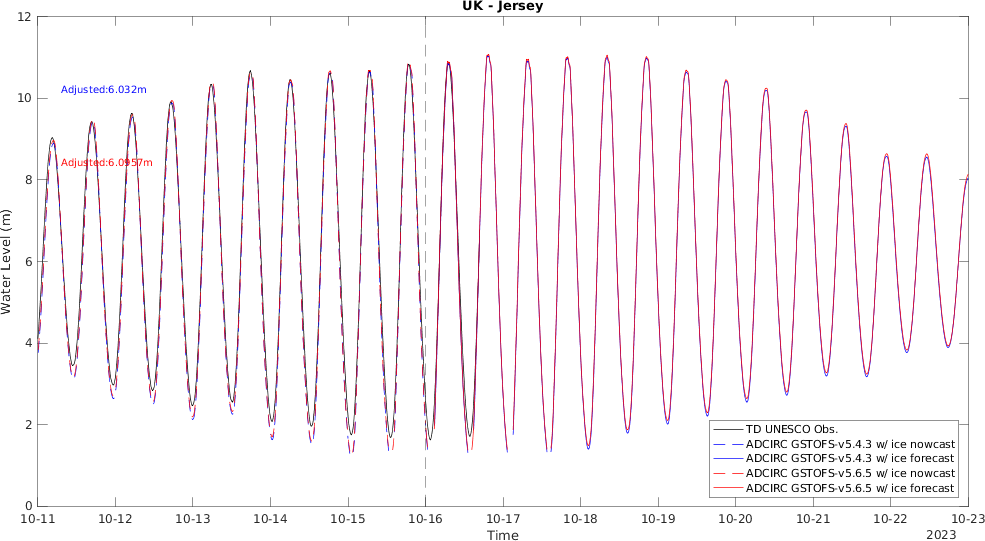 UK - Jersey
12
10
8
6
4
2
0
Water Level (m)
Adjusted:6.032m
Adjusted:6.0957m
TD UNESCO Obs.
ADCIRC GSTOFS-v5.4.3 w/ ice nowcast
ADCIRC GSTOFS-v5.4.3 w/ ice forecast
ADCIRC GSTOFS-v5.6.5 w/ ice nowcast
ADCIRC GSTOFS-v5.6.5 w/ ice forecast
10-11 10-12 10-13 10-14 10-15 10-16 10-17 10-18 10-19 10-20 10-21 10-22 10-23
Time
2023